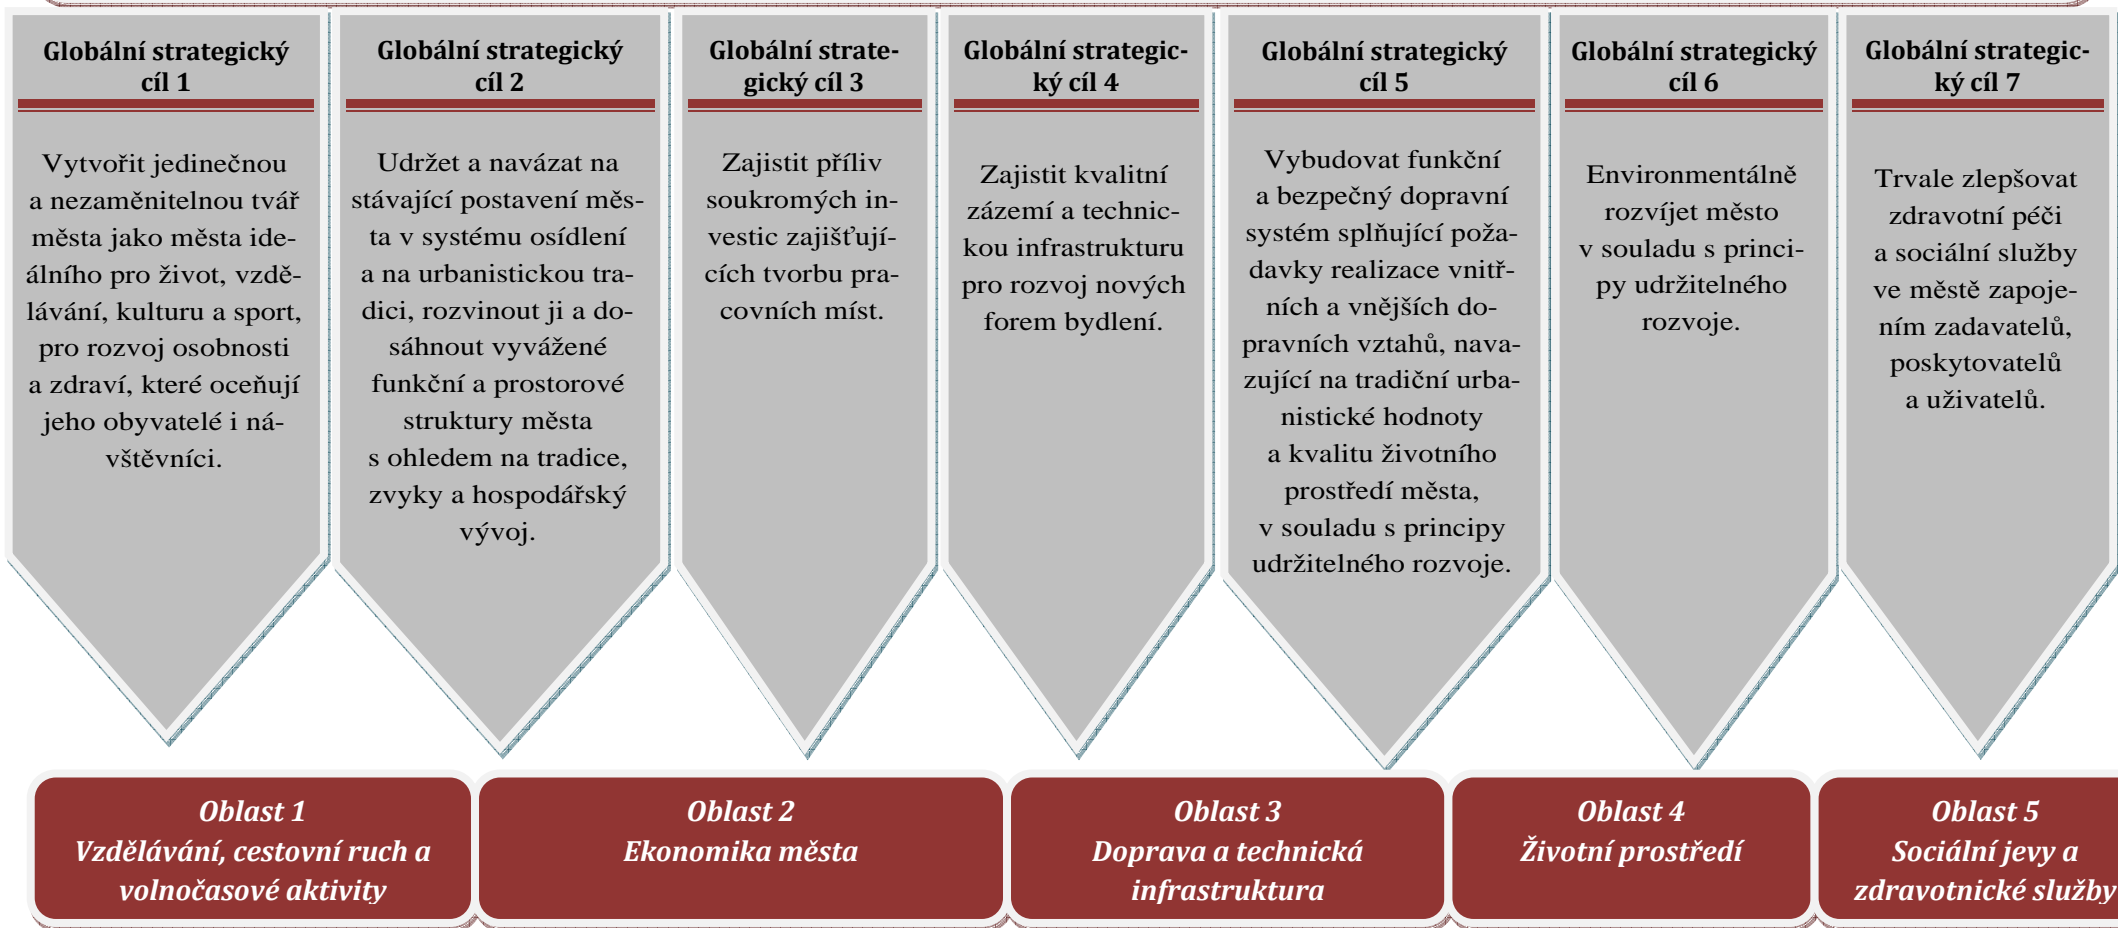 Globální strategický
cíl 1
Vytvořit jedinečnou
a nezaměnitelnou tvář
města jako města ide-
álního pro život, vzdě-
lávání, kulturu a sport,
pro rozvoj osobnosti
a zdraví, které oceňují
jeho obyvatelé i ná-
vštěvníci.
Globální strategický
cíl 2
Udržet a navázat na
stávající postavení měs-
ta v systému osídlení
a na urbanistickou tra-
dici, rozvinout ji a do-
sáhnout vyvážené
funkční a prostorové
struktury města
s ohledem na tradice,
zvyky a hospodářský
vývoj.
Globální strate-
gický cíl 3
Zajistit příliv
soukromých in-
vestic zajišťují-
cích tvorbu pra-
covních míst.
Globální strategic-
ký cíl 4
Zajistit kvalitní
zázemí a technic-
kou infrastrukturu
pro rozvoj nových
forem bydlení.
Globální strategický
cíl 5
Vybudovat funkční
a bezpečný dopravní
systém splňující poža-
davky realizace vnitř-
ních a vnějších do-
pravních vztahů, nava-
zující na tradiční urba-
nistické hodnoty
a kvalitu životního
prostředí města,
v souladu s principy
udržitelného rozvoje.
Globální strategický
cíl 6
Environmentálně
rozvíjet město
v souladu s princi-
py udržitelného
rozvoje.
Globální strategic-
ký cíl 7
Trvale zlepšovat
zdravotní péči
a sociální služby
ve městě zapoje-
ním zadavatelů,
poskytovatelů
a uživatelů.
Oblast 1
Vzdělávání, cestovní ruch a
volnočasové aktivity
Oblast 2
Ekonomika města
Oblast 3
Doprava a technická
infrastruktura
Oblast 4
Životní prostředí
Oblast 5
Sociální jevy a
zdravotnické služby